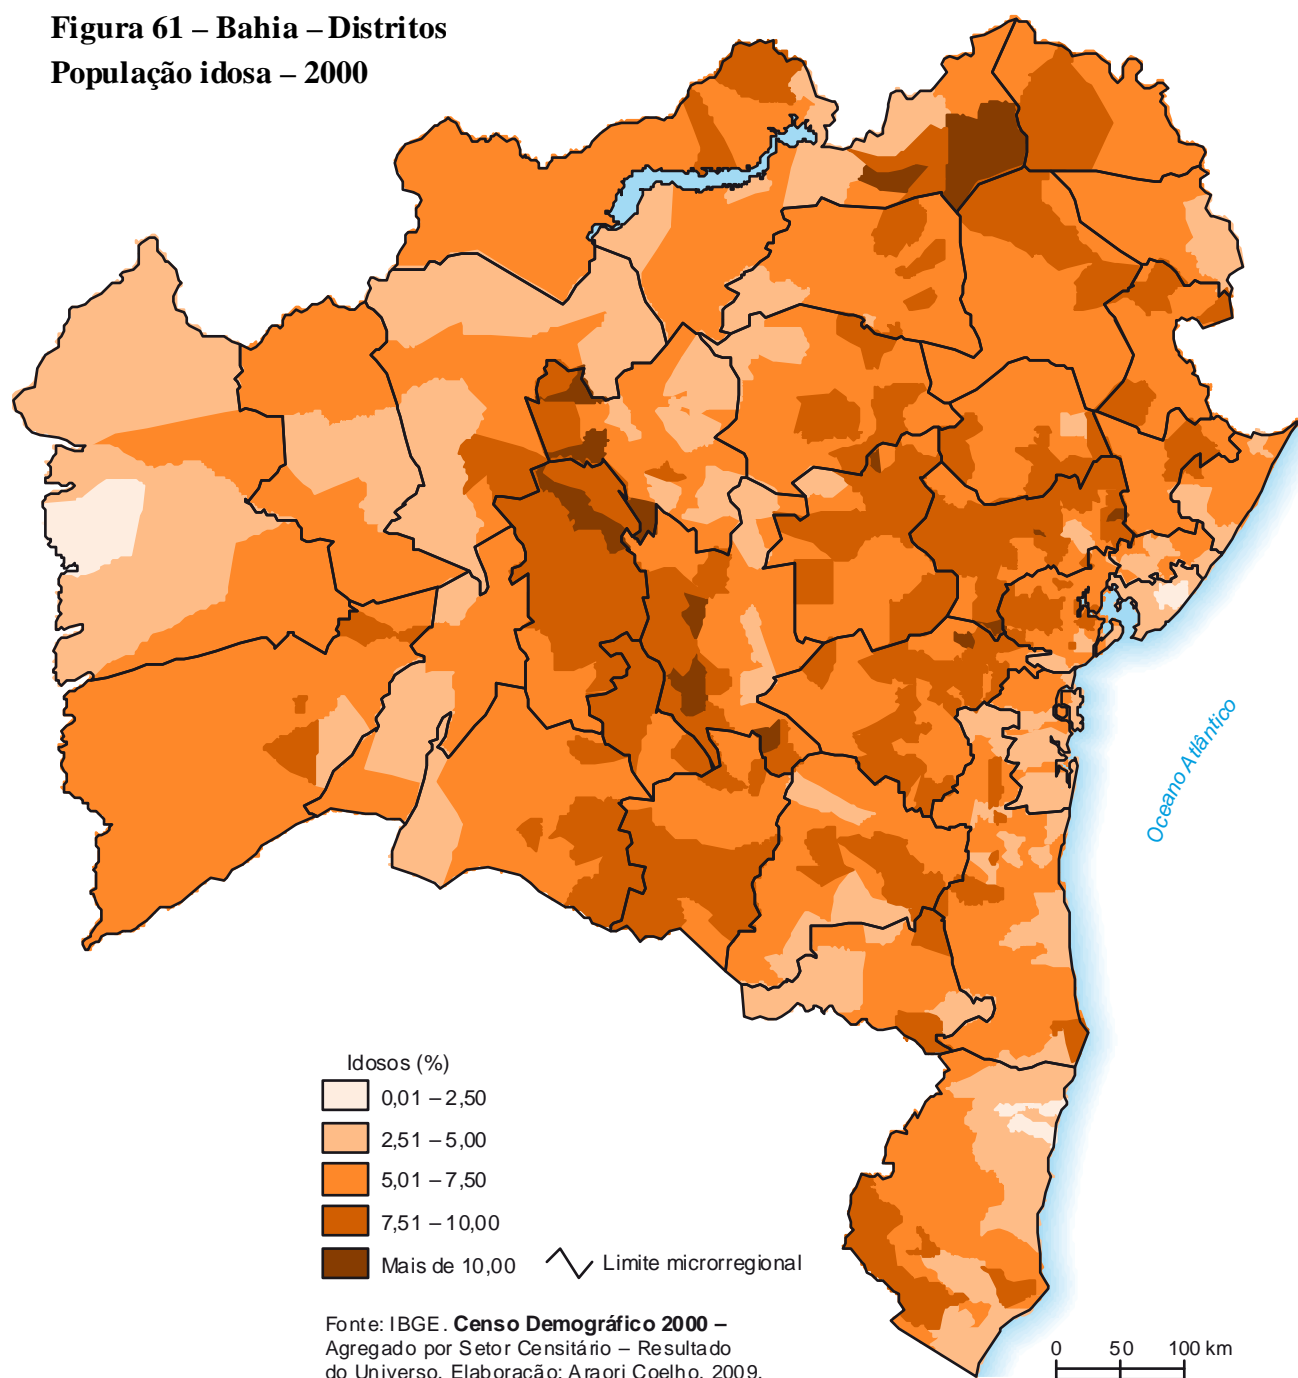 Figura 61 – Bahia – Distritos
População idosa – 2000
Oceano Atlântico
Idosos (%)
0,01 – 2,50
2,51 – 5,00
5,01 – 7,50
7,51 – 10,00
Mais de 10,00
Limite microrregional
Fonte: IBGE. Censo Demográfico 2000 –
Agregado por Setor Censitário – Resultado
do Universo. Elaboração: Araori Coelho, 2009.
0 50 100 km